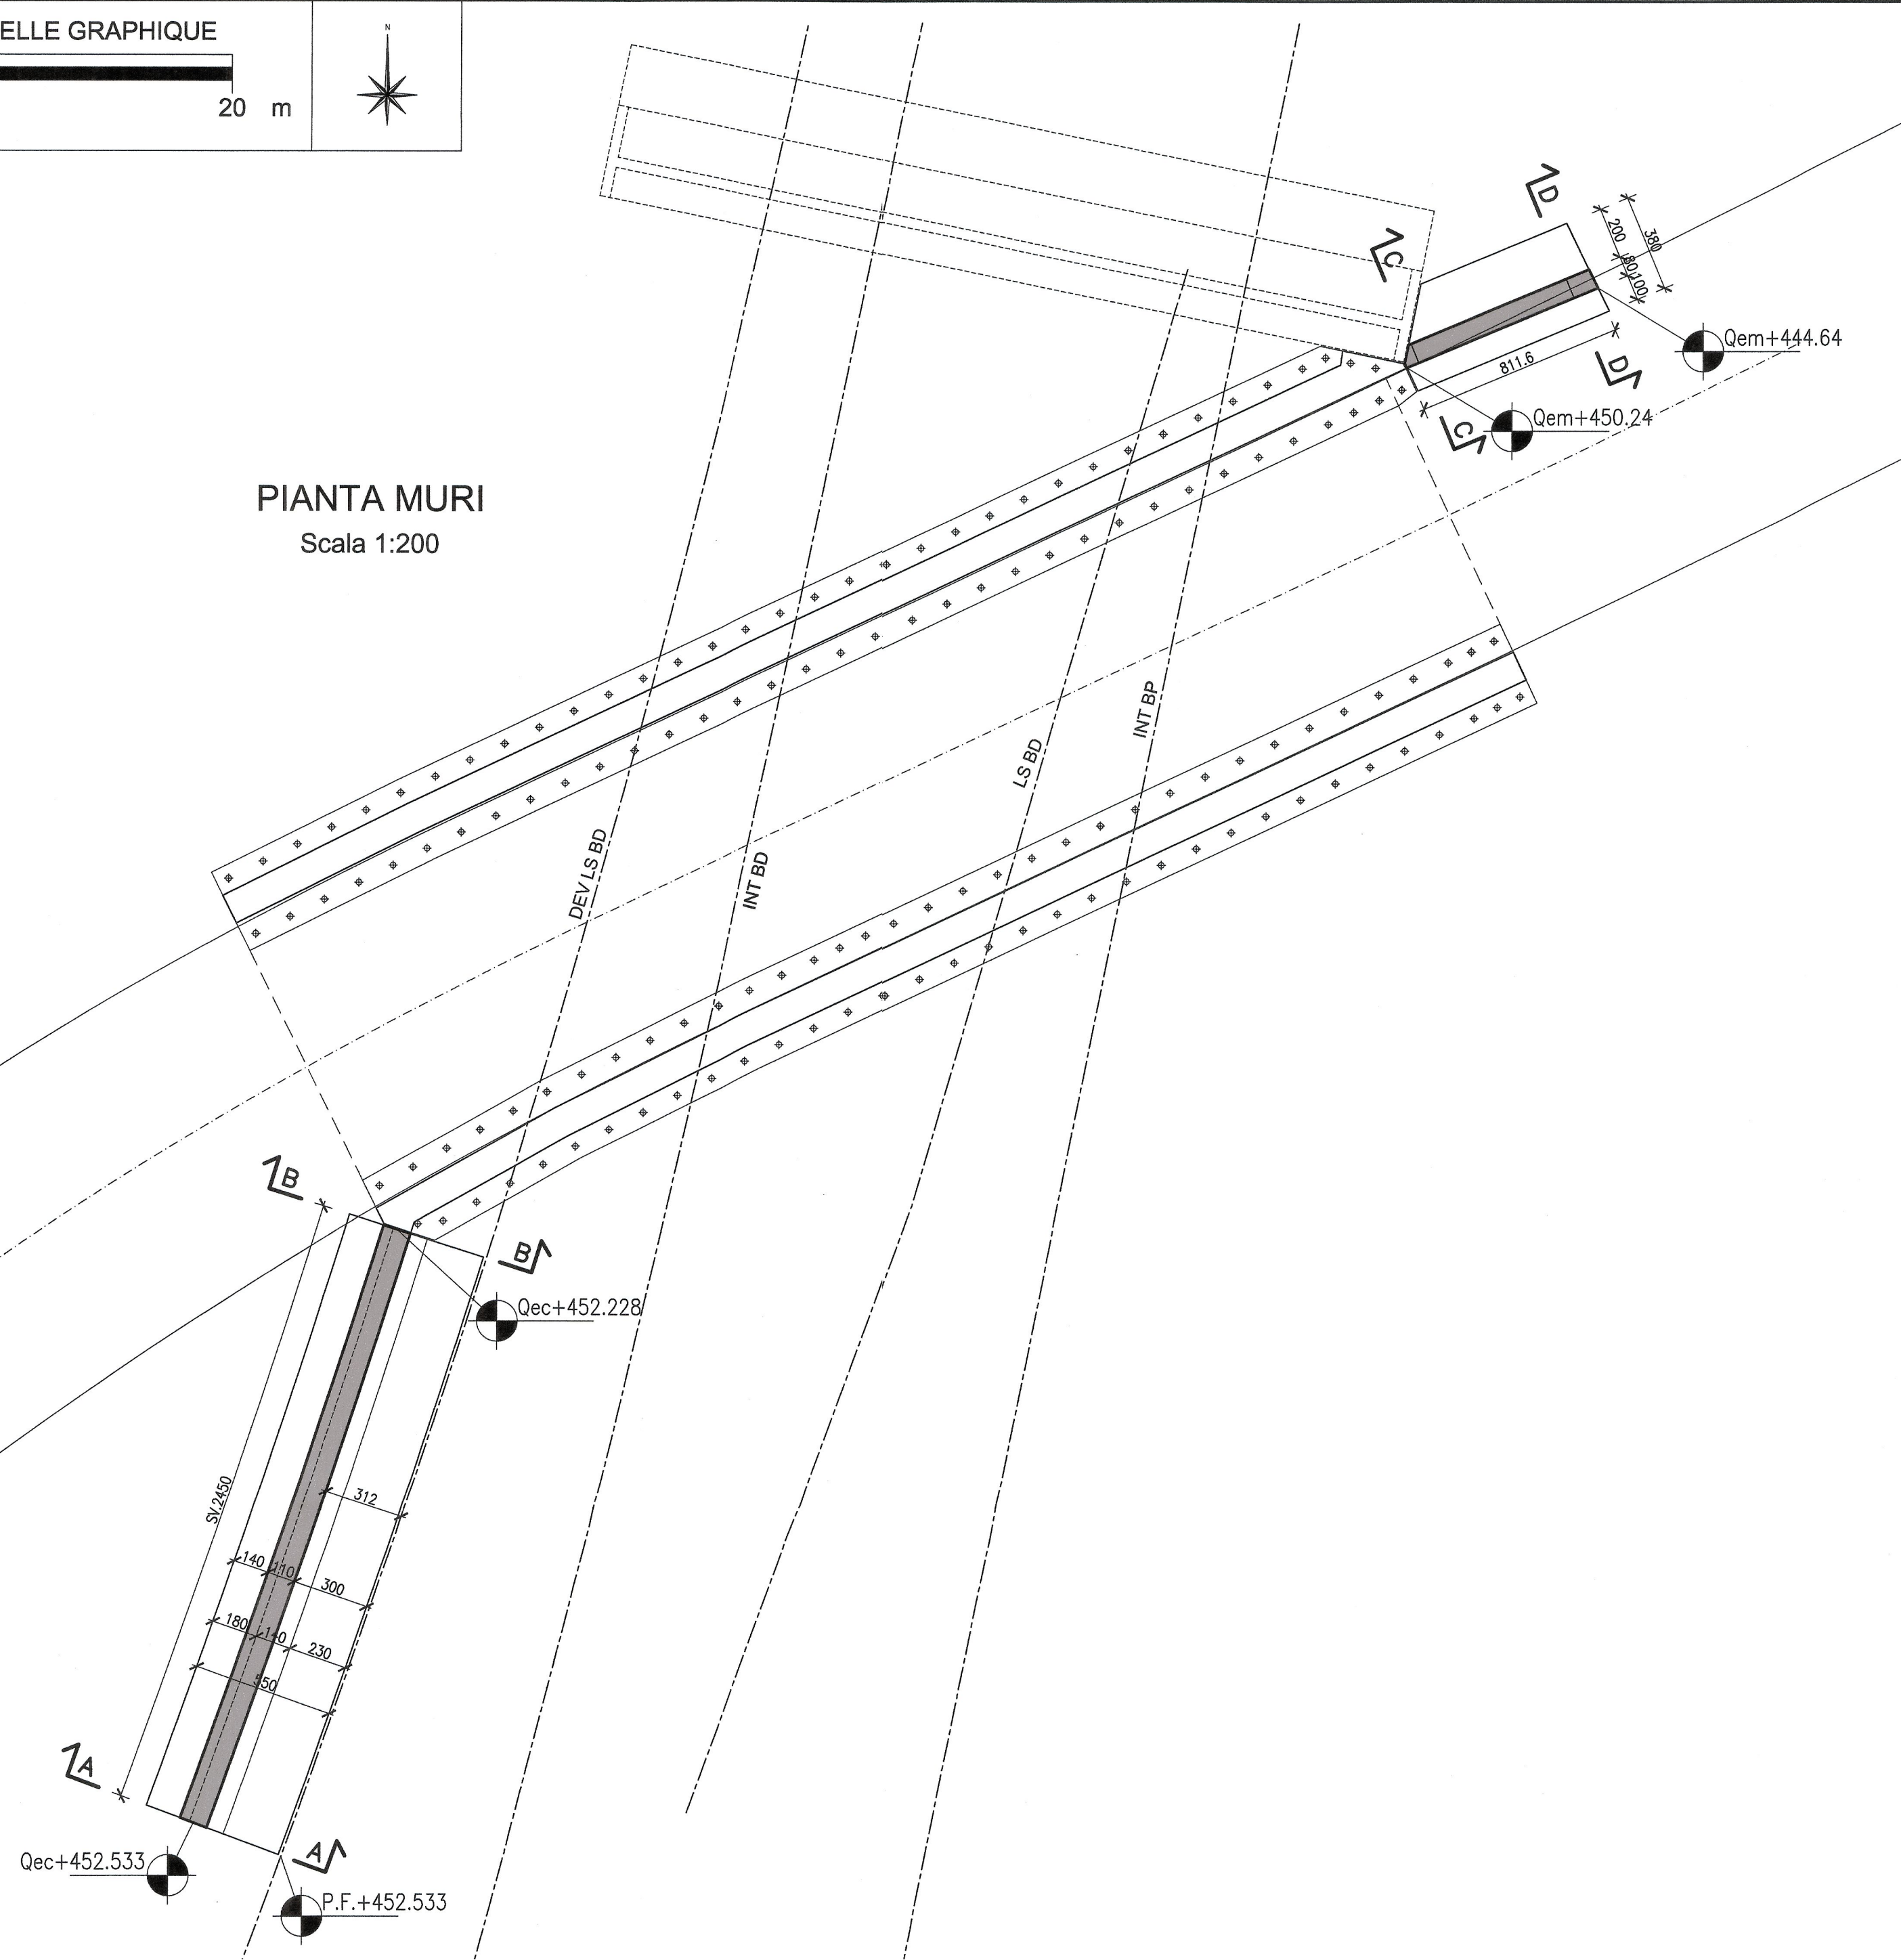 ELLE GRAPHIQUE
20 m
N
PIANTA MURI
Scala 1:200
D
C
200
80
100
380
811.6
D
C
Qem+444.64
Qem+450.24
DEV LS BD
INT BD
LS BD
INT BP
B
B
Qec+452.228
SV.2450
312
140
110
300
180
140
230
550
A
A
Qec+452.533
P.F.+452.533